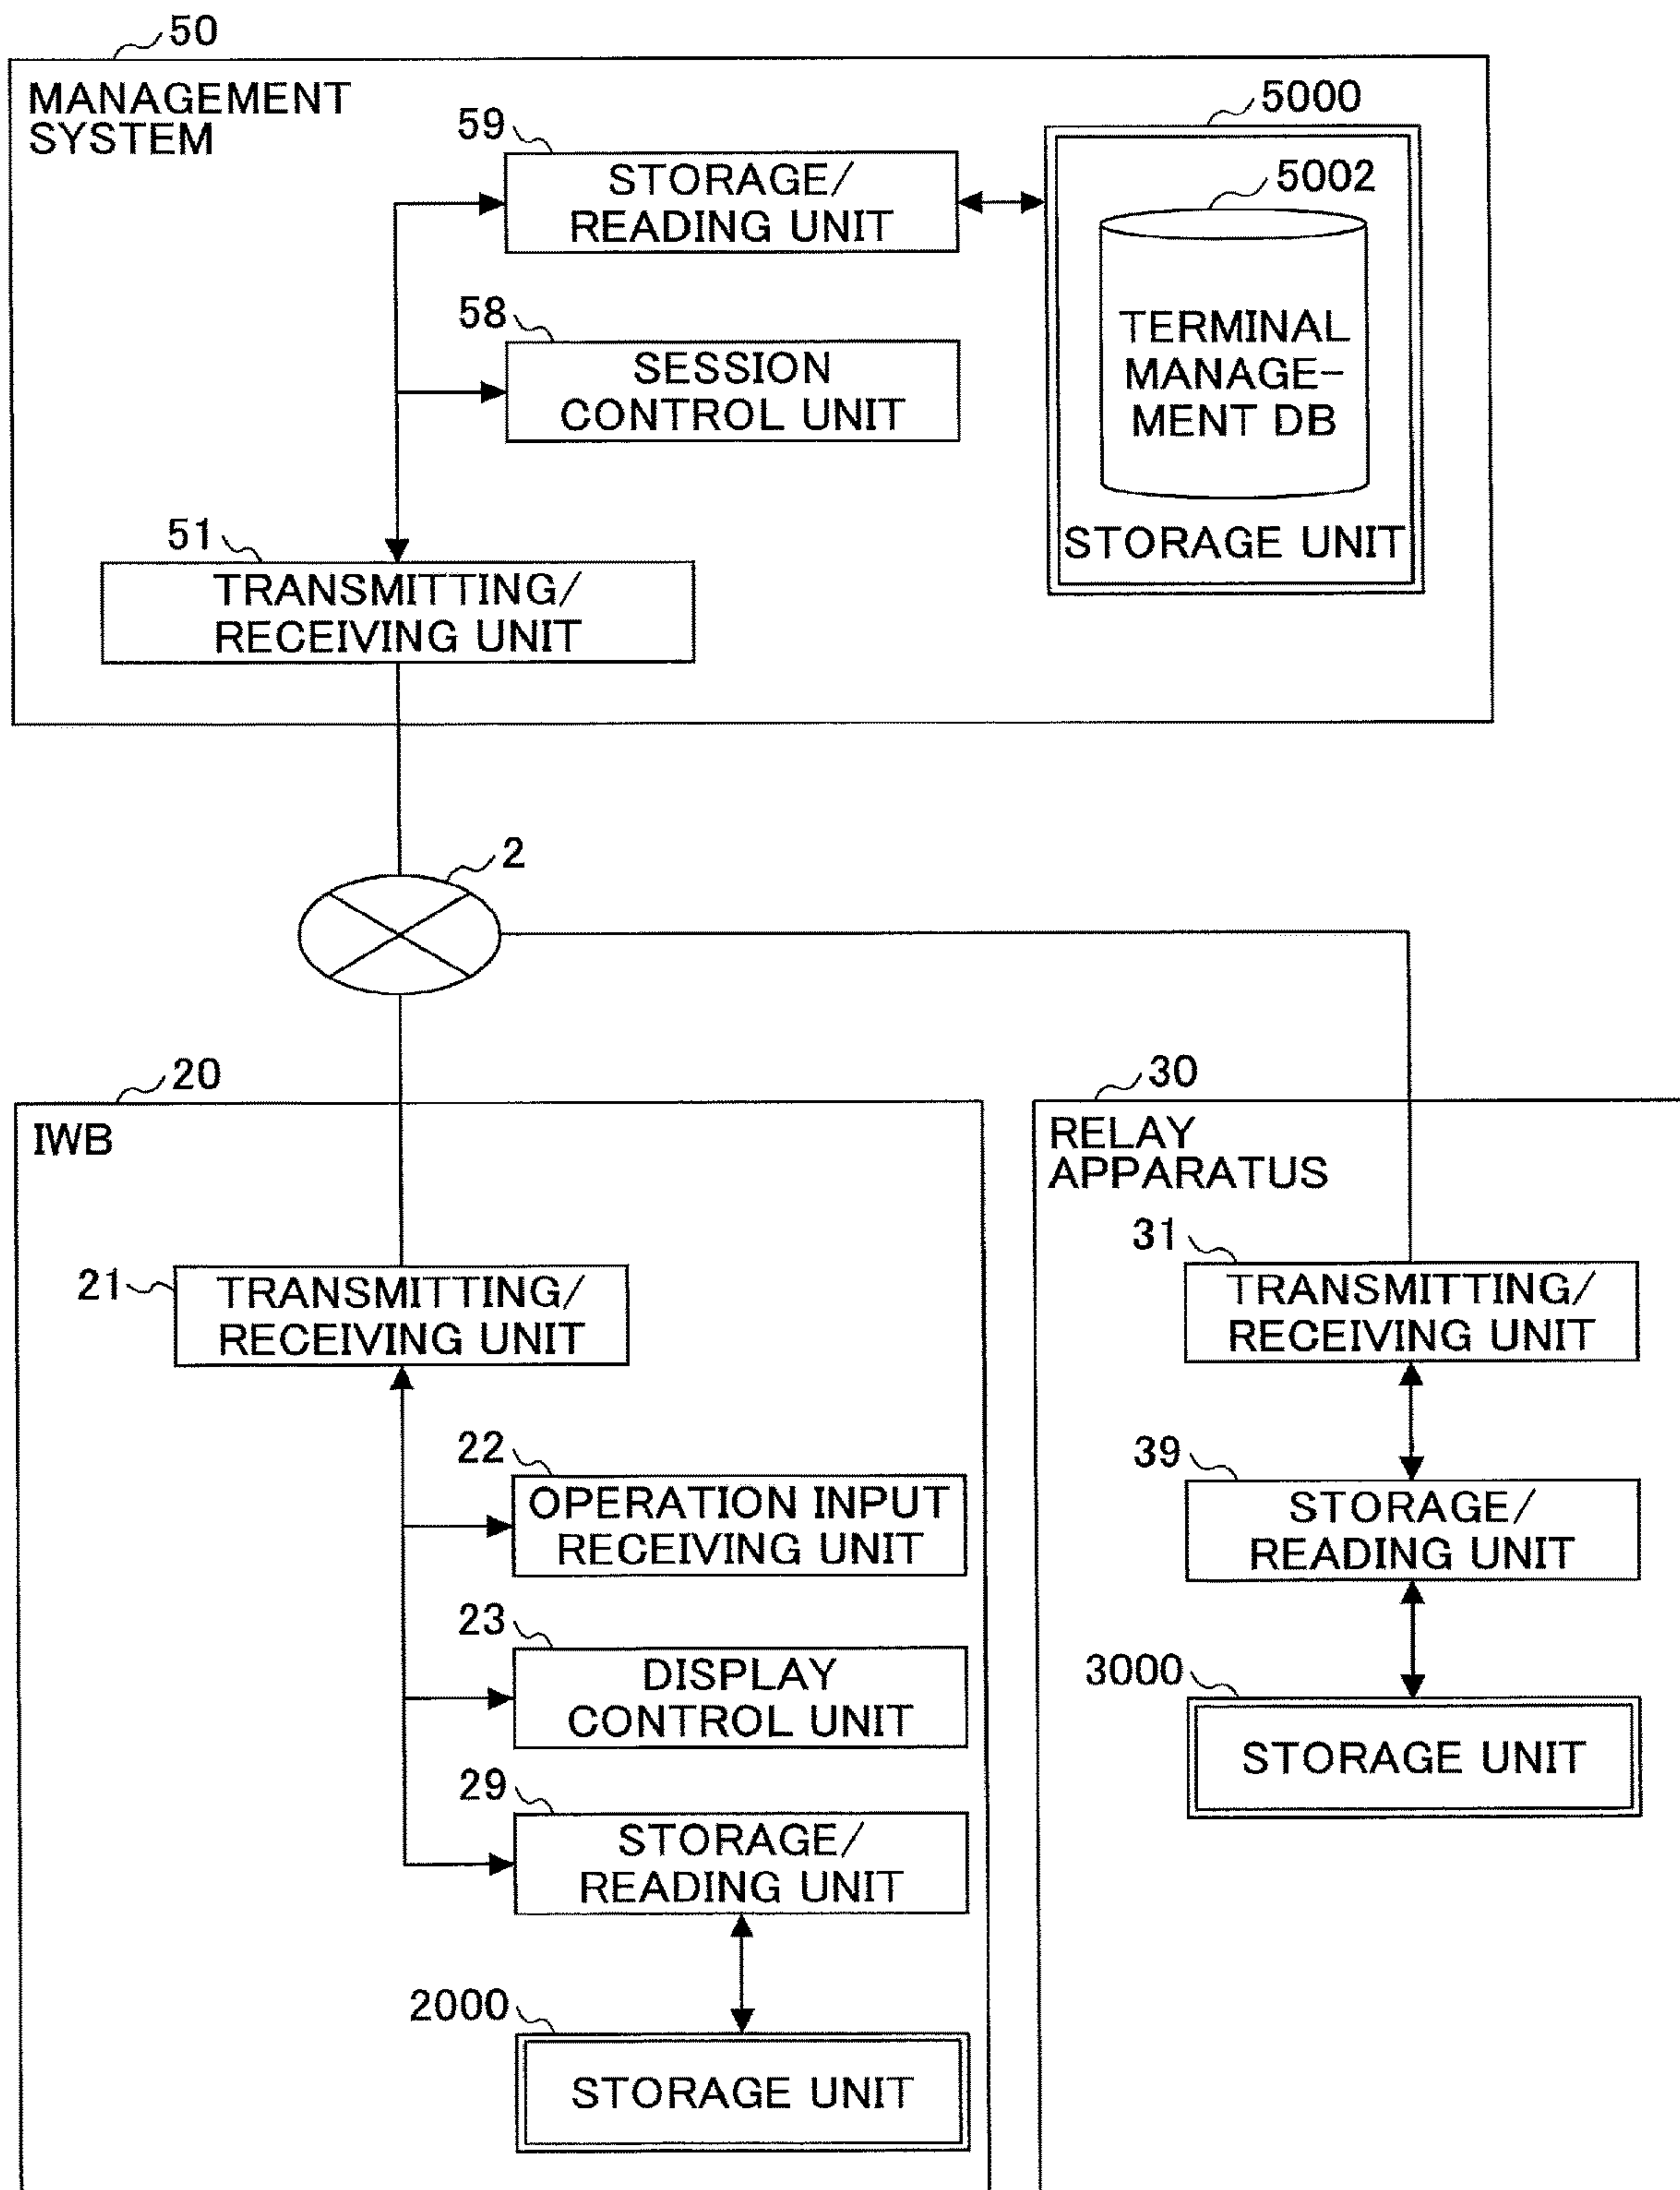 50
MANAGEMENT
SYSTEM
59
STORAGE/
READING UNIT
5000
5002
TERMINAL
MANAGE-
MENT DB
STORAGE UNIT
58
SESSION
CONTROL UNIT
51
TRANSMITTING/
RECEIVING UNIT
2
20
IWB
21
TRANSMITTING/
RECEIVING UNIT
22
OPERATION INPUT
RECEIVING UNIT
23
DISPLAY
CONTROL UNIT
29
STORAGE/
READING UNIT
2000
STORAGE UNIT
30
RELAY
APPARATUS
31
TRANSMITTING/
RECEIVING UNIT
39
STORAGE/
READING UNIT
3000
STORAGE UNIT